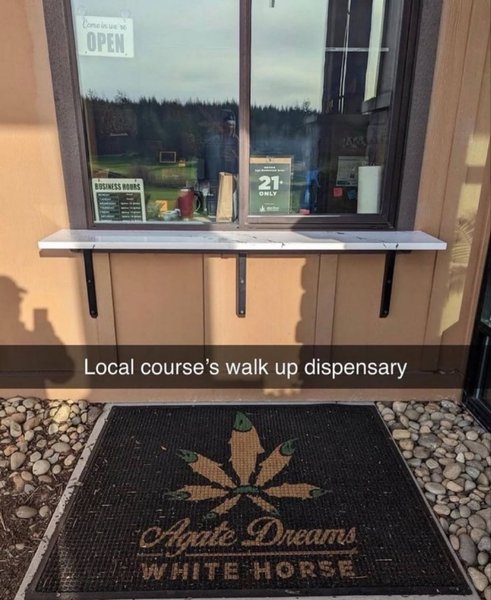 Come in we're
OPEN
BUSINESS HOURS
21+
ONLY
Local course's walk up dispensary
Agate Dreams
WHITE HORSE